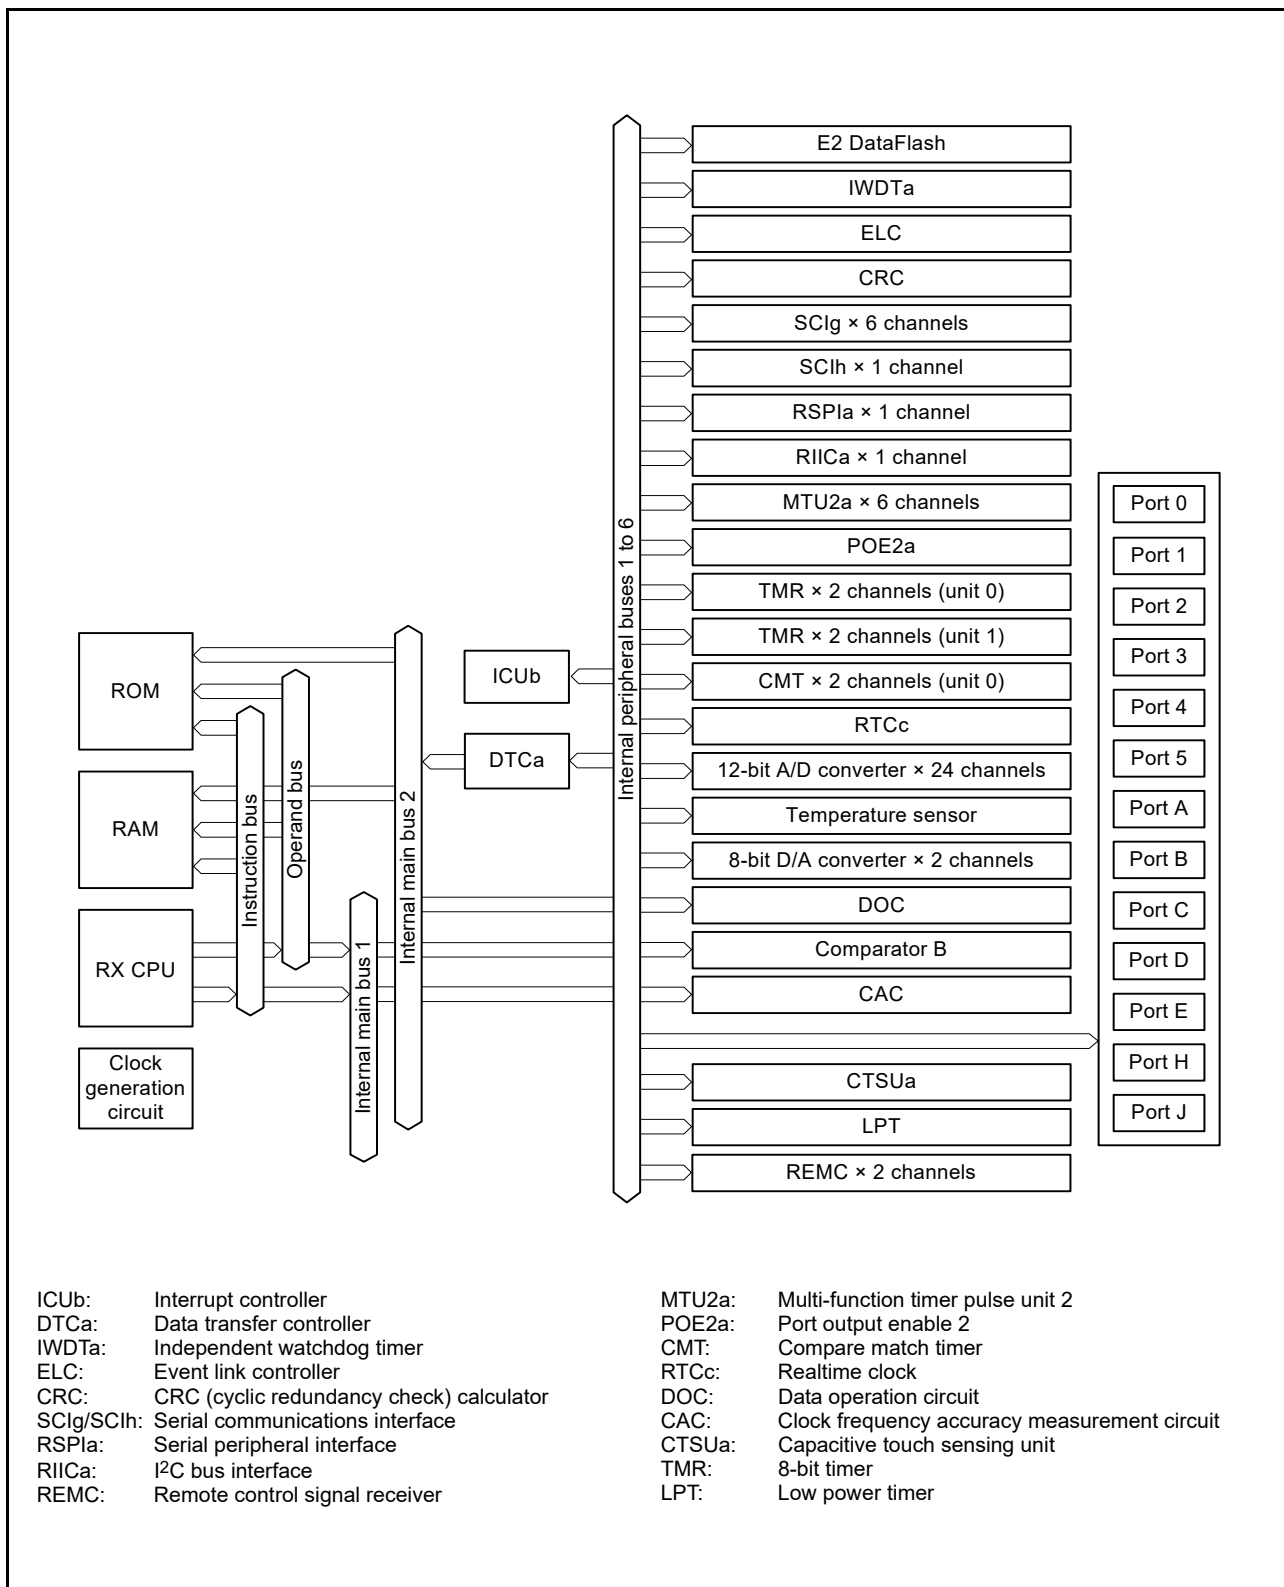 E2 DataFlash
IWDTa
ELC
CRC
SCIg × 6 channels
SCIh × 1 channel
RSPIa × 1 channel
RIICa × 1 channel
MTU2a × 6 channels
POE2a
TMR × 2 channels (unit 0)
TMR × 2 channels (unit 1)
CMT × 2 channels (unit 0)
RTCc
12-bit A/D converter × 24 channels
Temperature sensor
8-bit D/A converter × 2 channels
DOC
Comparator B
CAC
CTSUa
LPT
REMC × 2 channels
Port 0
Port 1
Port 2
Port 3
Port 4
Port 5
Port A
Port B
Port C
Port D
Port E
Port H
Port J
Internal peripheral buses 1 to 6
ICUb
DTCa
Internal main bus 2
Internal main bus 1
Operand bus
Instruction bus
ROM
RAM
RX CPU
Clock
generation
circuit
ICUb: Interrupt controller
DTCa: Data transfer controller
IWDTa: Independent watchdog timer
ELC: Event link controller
CRC: CRC (cyclic redundancy check) calculator
SCIg/SCIh: Serial communications interface
RSPIa: Serial peripheral interface
RIICa: I²C bus interface
REMC: Remote control signal receiver
MTU2a: Multi-function timer pulse unit 2
POE2a: Port output enable 2
CMT: Compare match timer
RTCc: Realtime clock
DOC: Data operation circuit
CAC: Clock frequency accuracy measurement circuit
CTSUa: Capacitive touch sensing unit
TMR: 8-bit timer
LPT: Low power timer